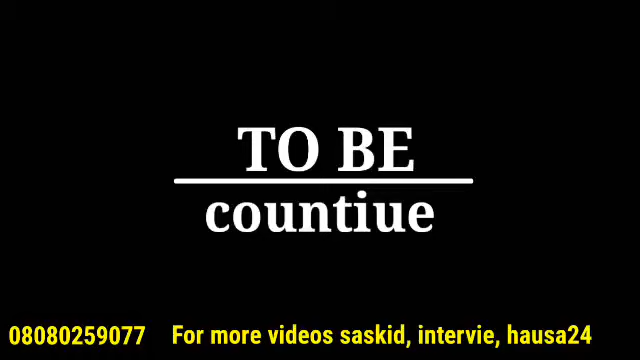 TO BE
countiue
08080259077 For more videos saskid, intervie, hausa24